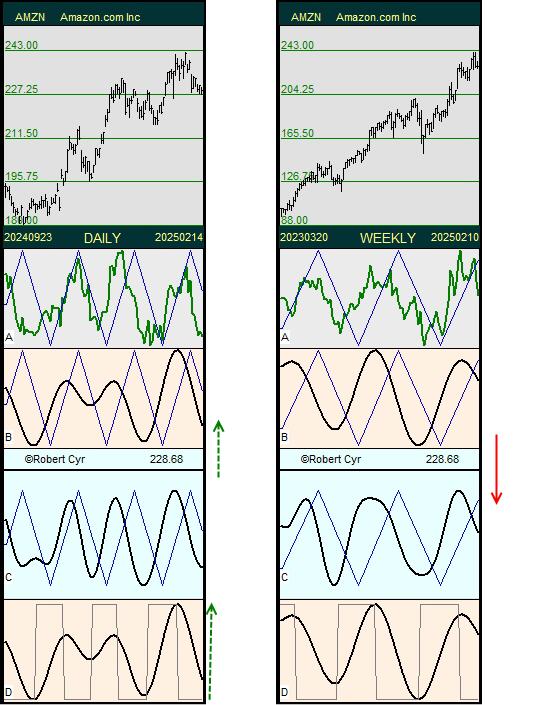 AMZN Amazon.com Inc
243.00
227.25
211.50
195.75
20240923 DAILY 20250214
A
B
©Robert Cyr 228.68
C
D
AMZN Amazon.com Inc
243.00
204.25
165.50
126.75
88.00
20230320 WEEKLY 20250210
A
B
©Robert Cyr 228.68
C
D